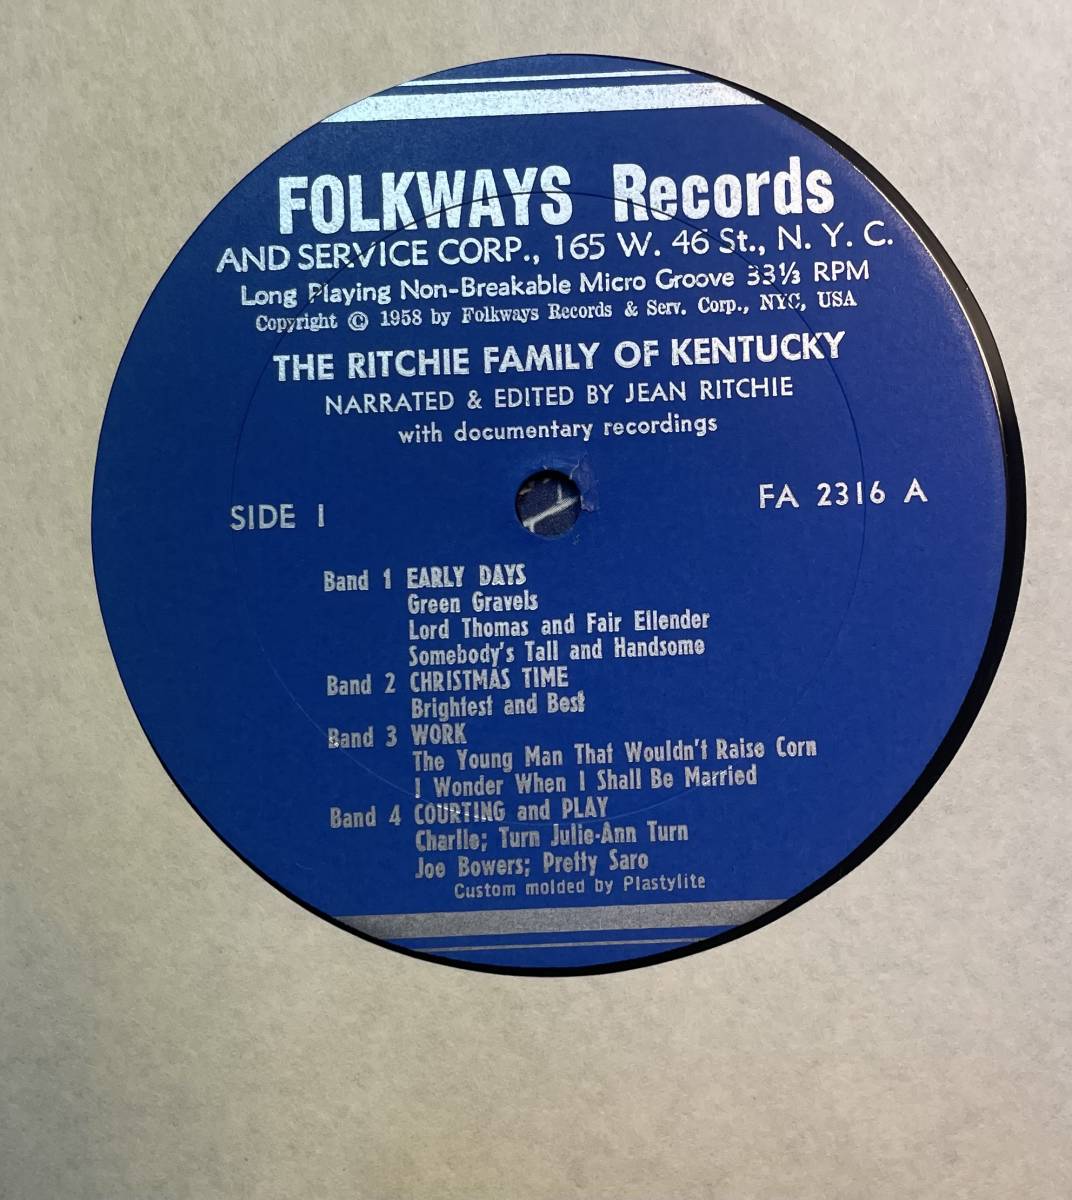 FOLKWAYS Records
AND SERVICE CORP., 165 W. 46 St., N. Y. C.
Long Playing Non-Breakable Micro Groove 33⅓ RPM
Copyright © 1958 by Folkways Records & Serv. Corp., NYC, USA
THE RITCHIE FAMILY OF KENTUCKY
NARRATED & EDITED BY JEAN RITCHIE
with documentary recordings
SIDE 1 FA 2316 A
Band 1 EARLY DAYS
Green Gravels
Lord Thomas and Fair Ellender
Somebody's Tall and Handsome
Band 2 CHRISTMAS TIME
Brightest and Best
Band 3 WORK
The Young Man That Wouldn't Raise Corn
I Wonder When I Shall Be Married
Band 4 COURTING and PLAY
Charlie; Turn Julie-Ann Turn
Joe Bowers; Pretty Saro
Custom molded by Plastylite